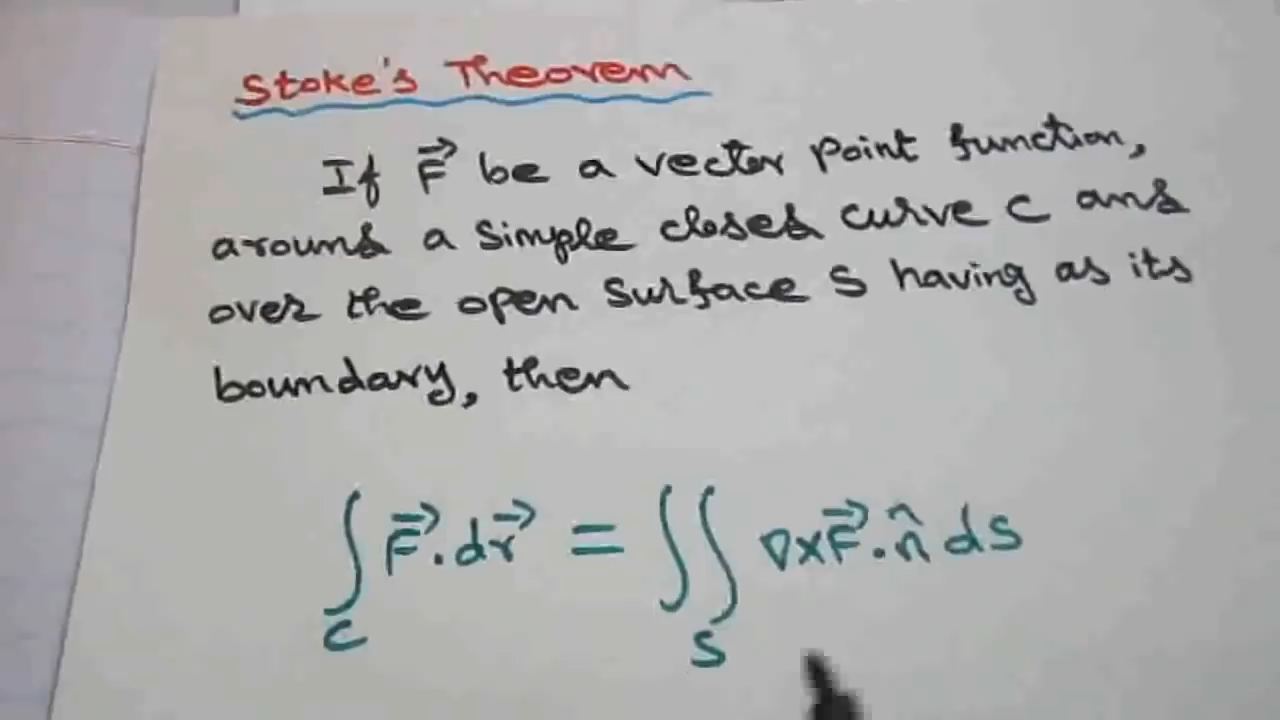 Stoke's Theorem
If F⃗ be a vector point function,
around a simple closed curve C and
over the open surface S having as its
boundary, then
∫_C F⃗ . dr⃗ = ∬_S ∇×F⃗ . n̂ ds